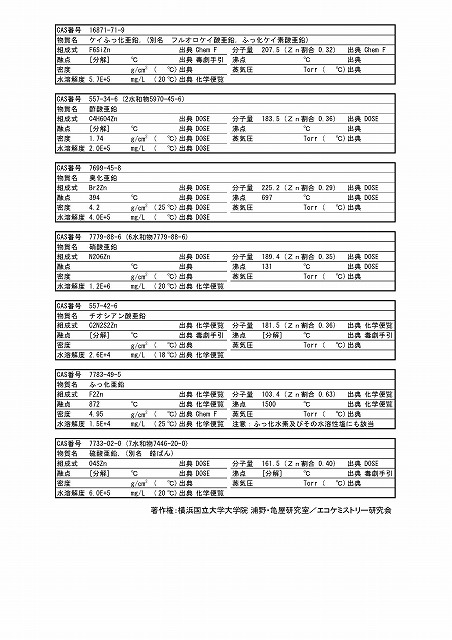 CAS番号 16871-71-9
物質名 ケイふっ化亜鉛, (別名 フルオロケイ酸亜鉛, ふっ化ケイ素酸亜鉛)
組成式 F6SiZn 出典 Chem F 分子量 207.5 (Zn割合 0.32) 出典 Chem F
融点 [分解] ℃ 出典 毒劇手引 沸点 ℃ 出典
密度 g/cm3 ( ℃) 出典 蒸気圧 Torr ( ℃) 出典
水溶解度 5.7E+5 mg/L (20℃) 出典 化学便覧
CAS番号 557-34-6 (2水和物5970-45-6)
物質名 酢酸亜鉛
組成式 C4H6O4Zn 出典 DOSE 分子量 183.5 (Zn割合 0.36) 出典 DOSE
融点 [分解] ℃ 出典 DOSE 沸点 ℃ 出典
密度 1.74 g/cm3 ( ℃) 出典 DOSE 蒸気圧 Torr ( ℃) 出典
水溶解度 2.0E+5 mg/L ( ℃) 出典 DOSE
CAS番号 7699-45-8
物質名 臭化亜鉛
組成式 Br2Zn 出典 DOSE 分子量 225.2 (Zn割合 0.29) 出典 DOSE
融点 394 ℃ 出典 DOSE 沸点 697 ℃ 出典 DOSE
密度 4.2 g/cm3 (25℃) 出典 DOSE 蒸気圧 Torr ( ℃) 出典
水溶解度 4.0E+5 mg/L (20℃) 出典 DOSE
CAS番号 7779-88-6 (6水和物7779-88-6)
物質名 硝酸亜鉛
組成式 N2O6Zn 出典 DOSE 分子量 189.4 (Zn割合 0.35) 出典 DOSE
融点 ℃ 出典 沸点 131 ℃ 出典 DOSE
密度 g/cm3 ( ℃) 出典 蒸気圧 Torr ( ℃) 出典
水溶解度 1.2E+6 mg/L (20℃) 出典 化学便覧
CAS番号 557-42-6
物質名 チオシアン酸亜鉛
組成式 C2N2S2Zn 出典 化学便覧 分子量 181.5 (Zn割合 0.36) 出典 化学便覧
融点 [分解] ℃ 出典 毒劇手引 沸点 [分解] ℃ 出典 毒劇手引
密度 g/cm3 ( ℃) 出典 蒸気圧 Torr ( ℃) 出典
水溶解度 2.6E+4 mg/L (18℃) 出典 化学便覧
CAS番号 7783-49-5
物質名 ふっ化亜鉛
組成式 F2Zn 出典 化学便覧 分子量 103.4 (Zn割合 0.63) 出典 化学便覧
融点 872 ℃ 出典 化学便覧 沸点 1500 ℃ 出典 化学便覧
密度 4.95 g/cm3 ( ℃) 出典 Chem F 蒸気圧 Torr ( ℃) 出典
水溶解度 1.5E+4 mg/L (25℃) 出典 化学便覧 注意：ふっ化水素及びその水溶性塩にも該当
CAS番号 7733-02-0 (7水和物7446-20-0)
物質名 硫酸亜鉛, (別名 皓ばん)
組成式 O4SZn 出典 DOSE 分子量 161.5 (Zn割合 0.40) 出典 DOSE
融点 [分解] ℃ 出典 DOSE 沸点 [分解] ℃ 出典 毒劇手引
密度 g/cm3 ( ℃) 出典 蒸気圧 Torr ( ℃) 出典
水溶解度 6.0E+5 mg/L (20℃) 出典 化学便覧
著作権：横浜国立大学大学院 浦野・亀屋研究室／エコケミストリー研究会